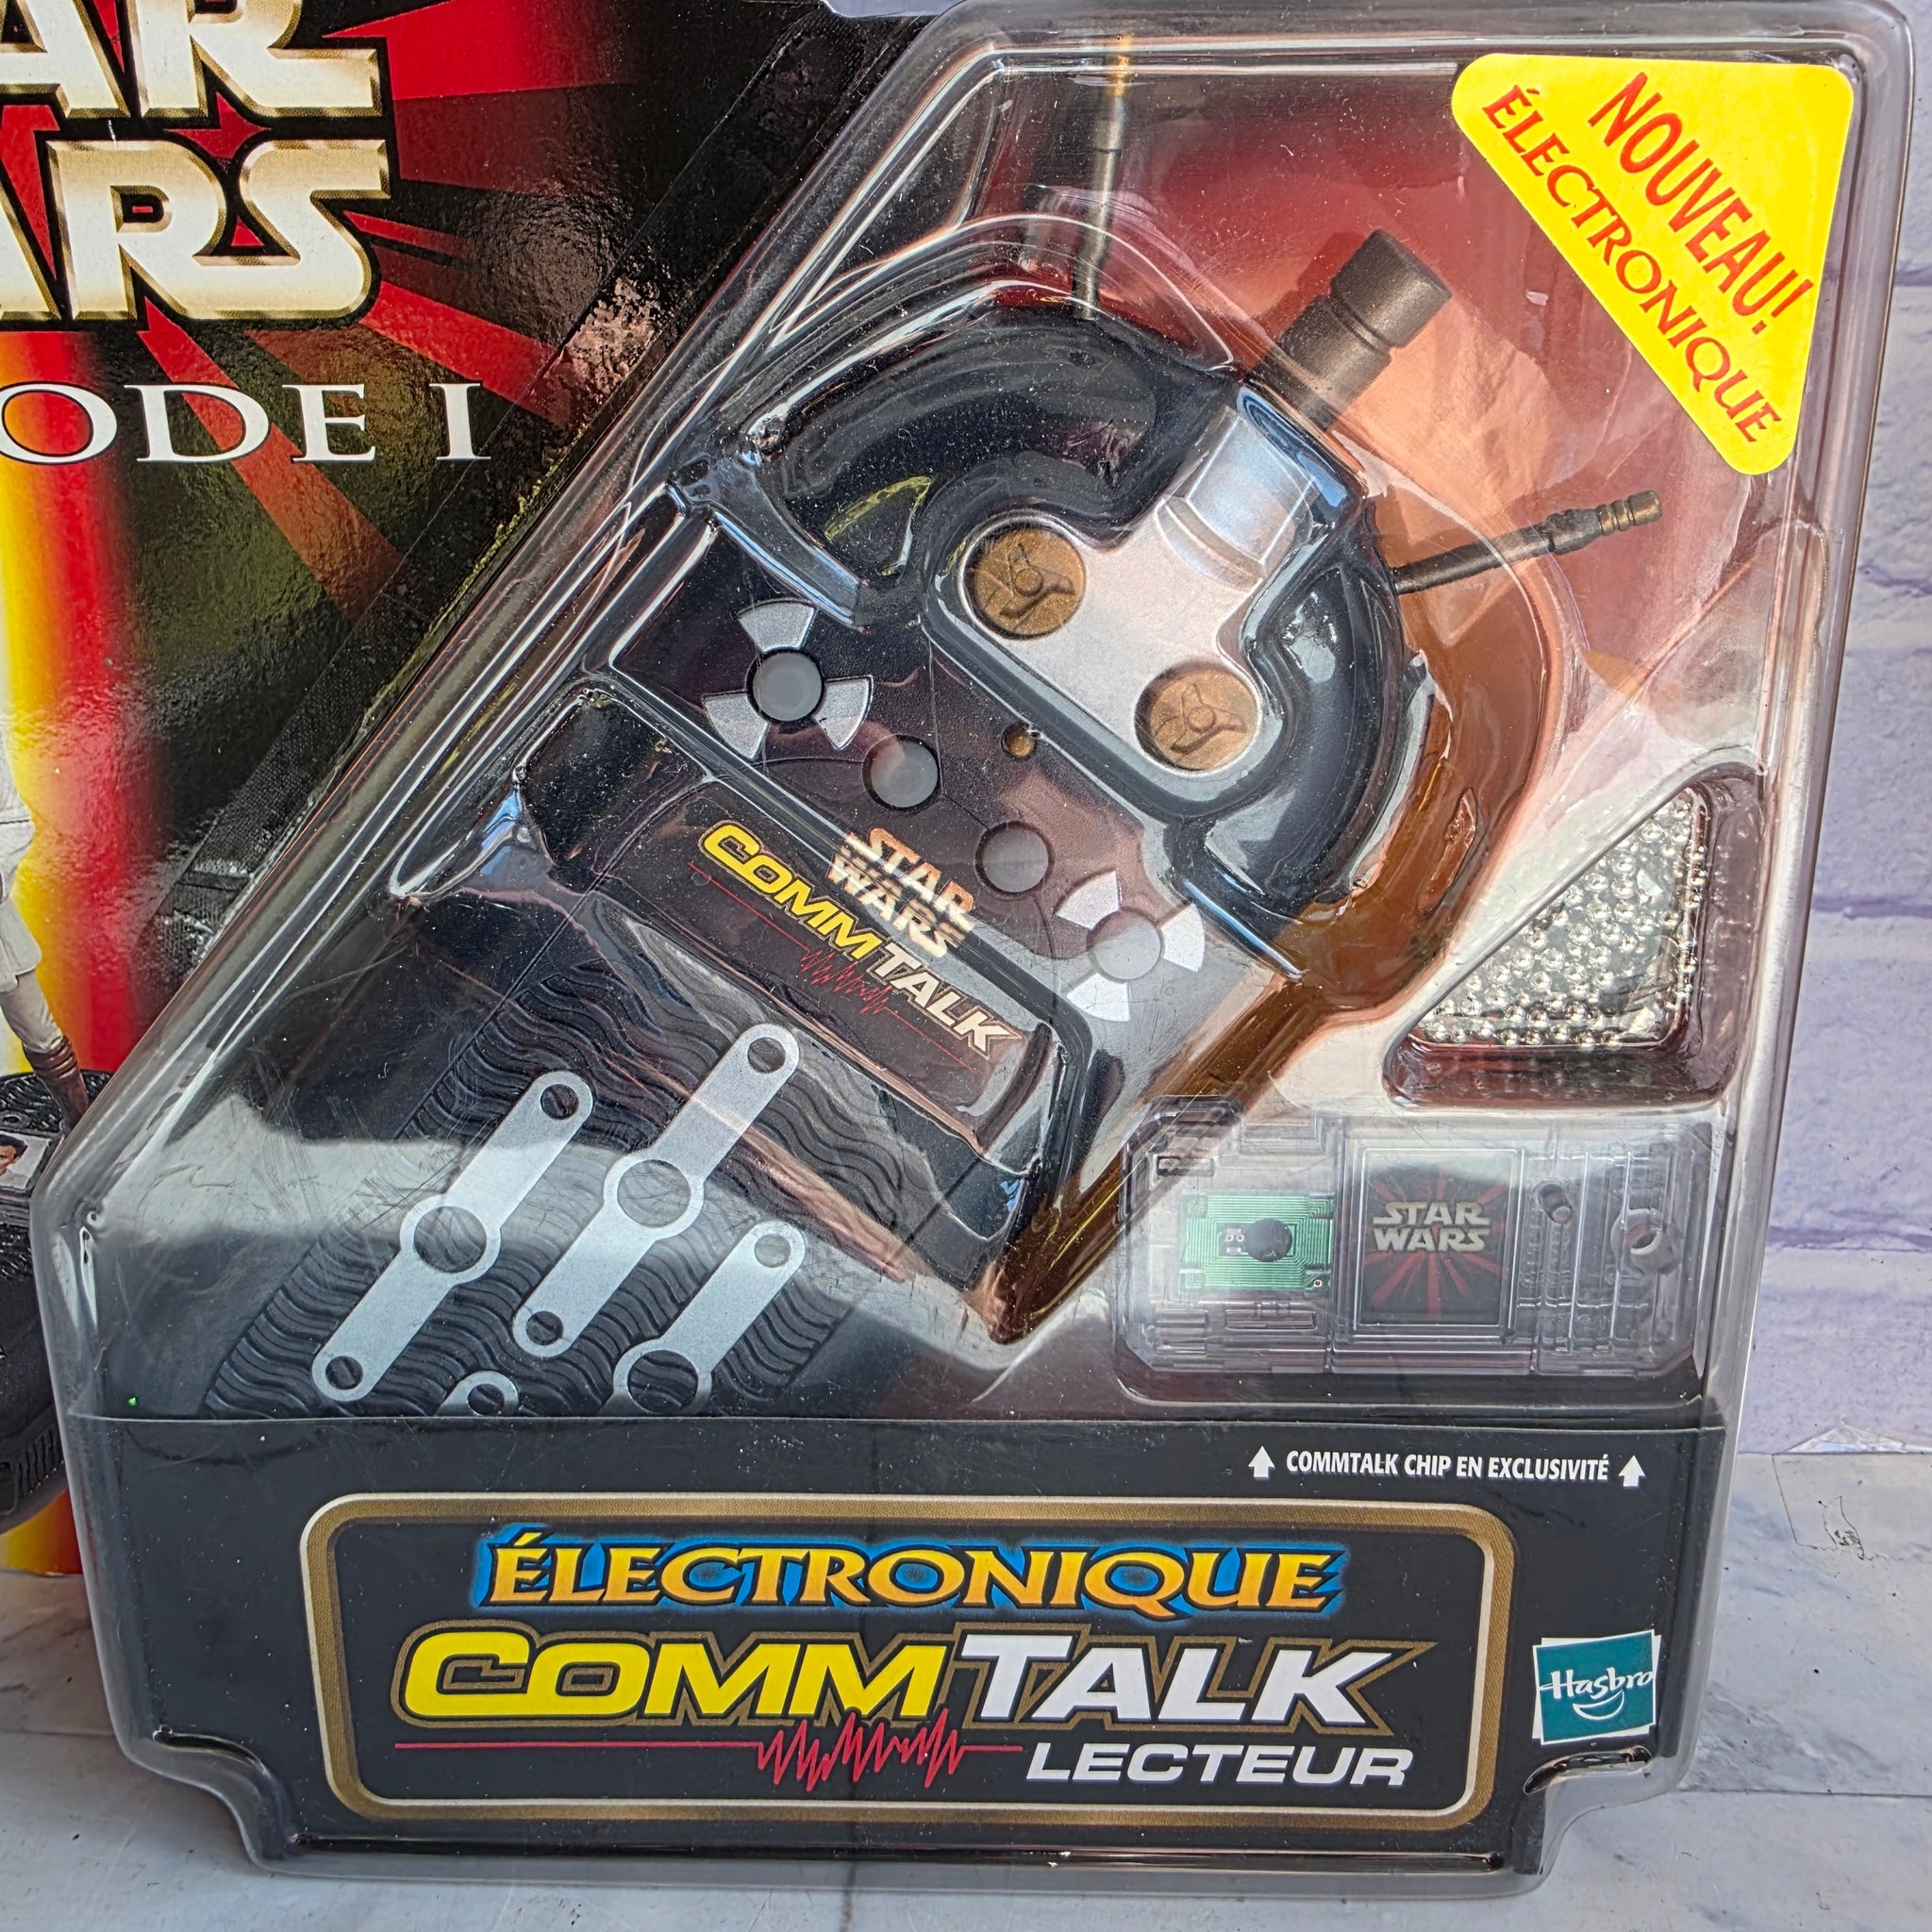 AR
ARS
ODE I
NOUVEAU!
ÉLECTRONIQUE
STAR
WARS
COMMTALK
STAR
WARS
COMMTALK CHIP EN EXCLUSIVITÉ
ÉLECTRONIQUE
COMMTALK
LECTEUR
Hasbro